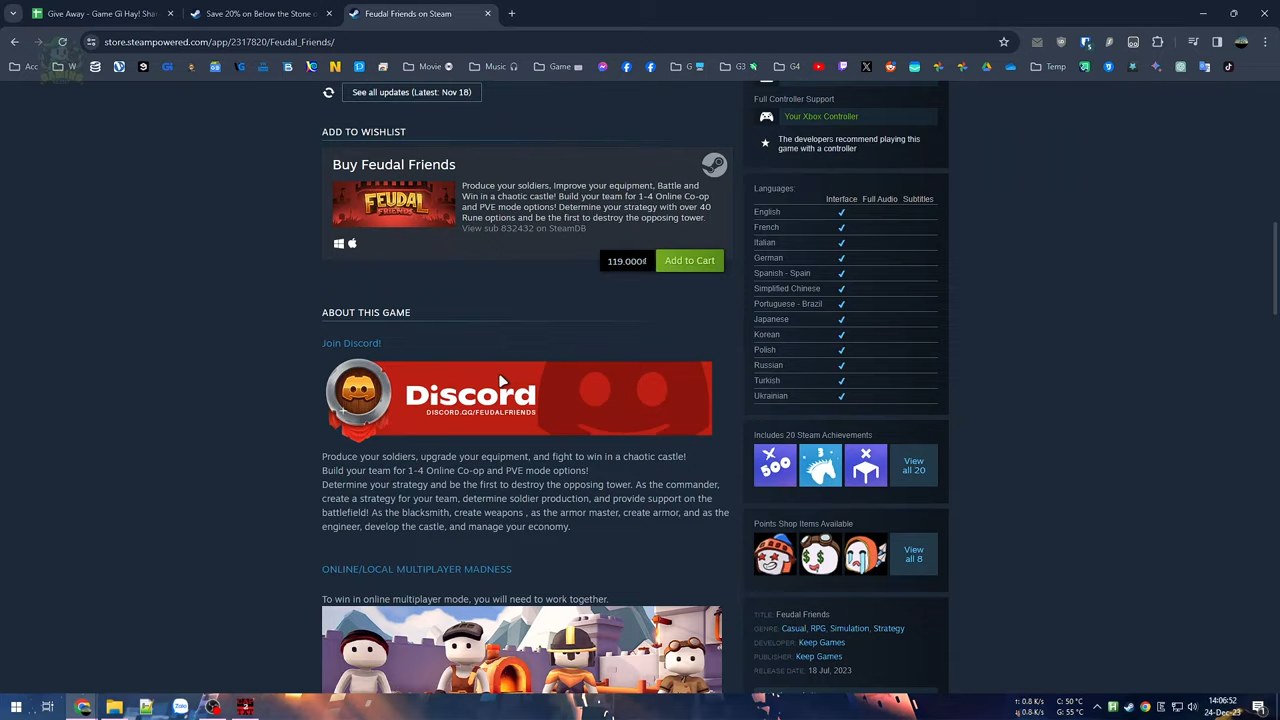 Give Away - Game Gì Hay! Sha
Save 20% on Below the Stone o
Feudal Friends on Steam
store.steampowered.com/app/2317820/Feudal_Friends/
Acc
Movie
Music
Game
G3
G4
Temp
See all updates (Latest: Nov 18)
ADD TO WISHLIST
Buy Feudal Friends
Produce your soldiers, Improve your equipment, Battle and
Win in a chaotic castle! Build your team for 1-4 Online Co-op
and PVE mode options! Determine your strategy with over 40
Rune options and be the first to destroy the opposing tower.
View sub 832432 on SteamDB
FEUDAL
FRIENDS
119.000₫
Add to Cart
ABOUT THIS GAME
Join Discord!
Discord
DISCORD.GG/FEUDALFRIENDS
Produce your soldiers, upgrade your equipment, and fight to win in a chaotic castle!
Build your team for 1-4 Online Co-op and PVE mode options!
Determine your strategy and be the first to destroy the opposing tower. As the commander,
create a strategy for your team, determine soldier production, and provide support on the
battlefield! As the blacksmith, create weapons , as the armor master, create armor, and as the
engineer, develop the castle, and manage your economy.
ONLINE/LOCAL MULTIPLAYER MADNESS
To win in online multiplayer mode, you will need to work together.
Full Controller Support
Your Xbox Controller
The developers recommend playing this
game with a controller
Languages:
Interface Full Audio Subtitles
English
French
Italian
German
Spanish - Spain
Simplified Chinese
Portuguese - Brazil
Japanese
Korean
Polish
Russian
Turkish
Ukrainian
Includes 20 Steam Achievements
X 500
3
X
View
all 20
Points Shop Items Available
View
all 8
TITLE: Feudal Friends
GENRE: Casual, RPG, Simulation, Strategy
DEVELOPER: Keep Games
PUBLISHER: Keep Games
RELEASE DATE: 18 Jul, 2023
Zalo
0.8 K/s
0.8 K/s
C: 50 °C
G: 55 °C
14:06:52
24-Dec-23